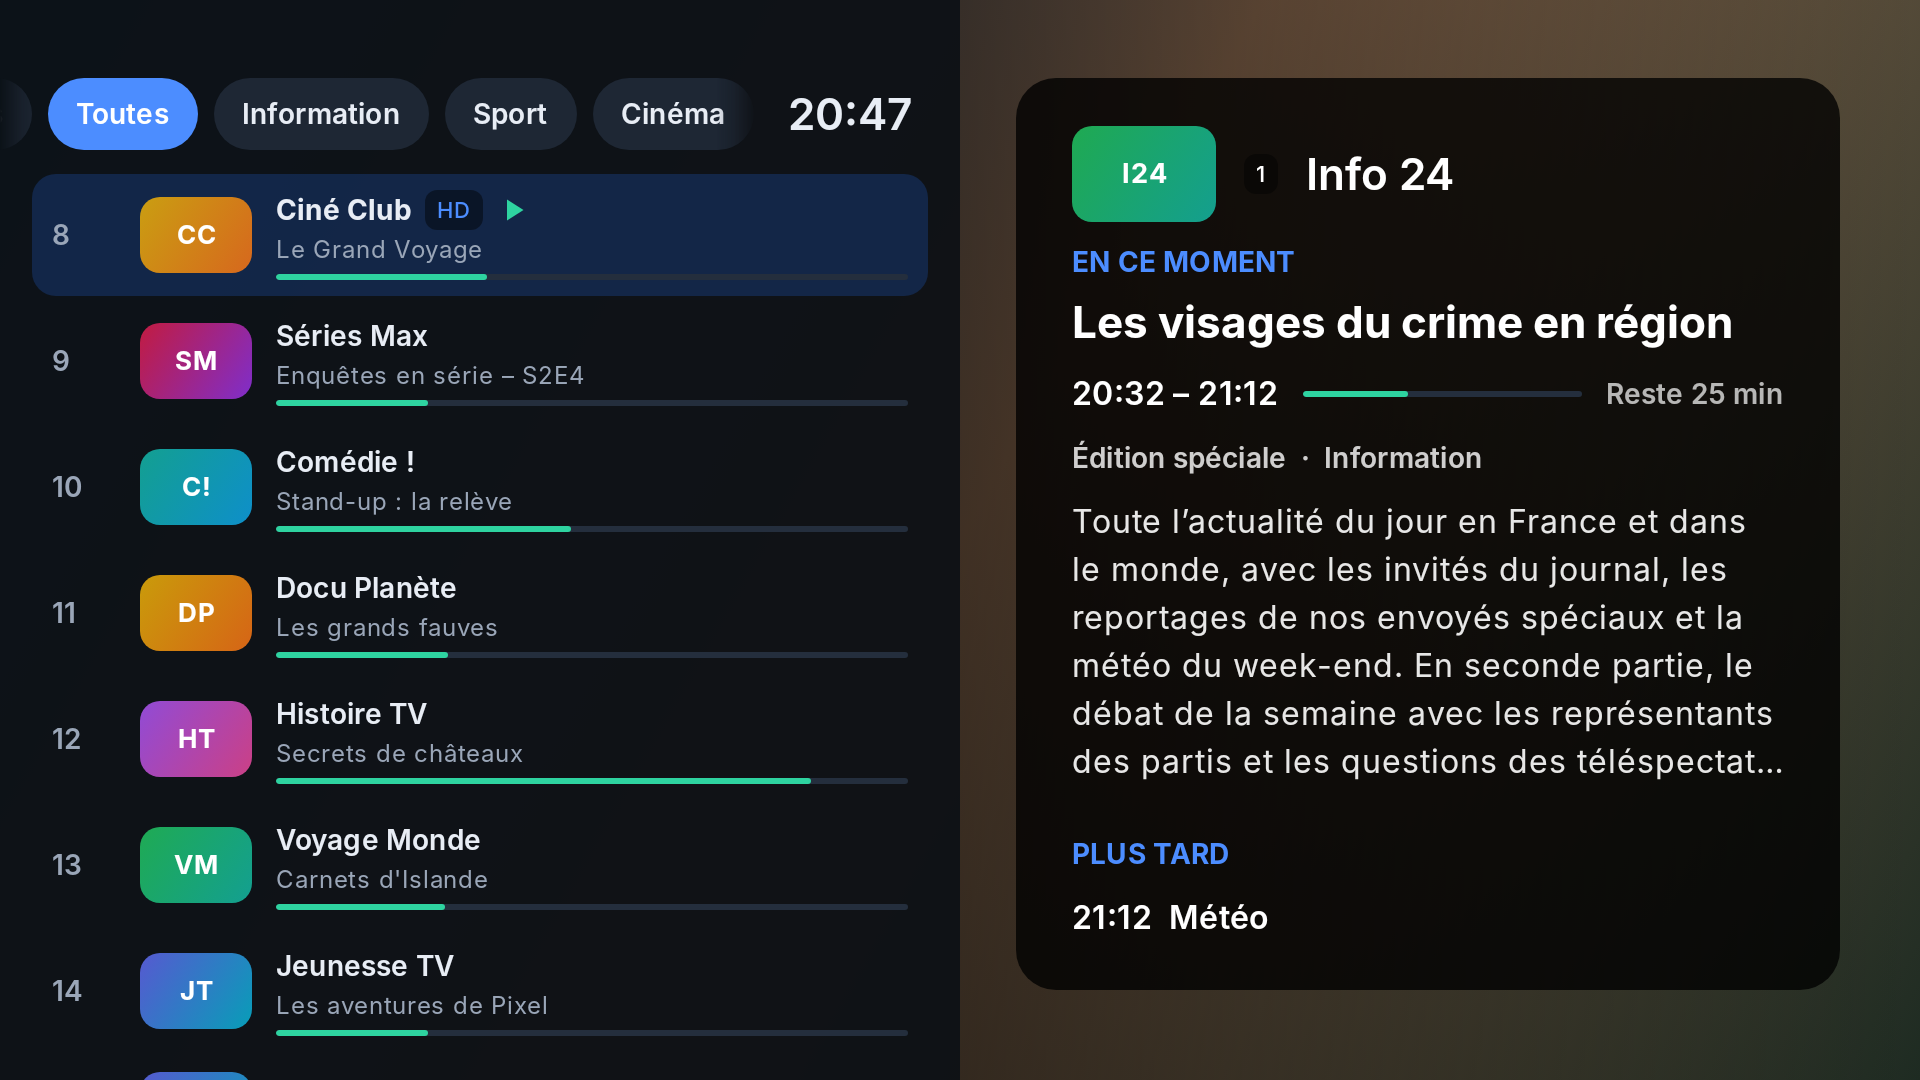 Toutes
Information
Sport
Cinéma
20:47
8
CC
Ciné Club HD
Le Grand Voyage
9
SM
Séries Max
Enquêtes en série – S2E4
10
C!
Comédie !
Stand-up : la relève
11
DP
Docu Planète
Les grands fauves
12
HT
Histoire TV
Secrets de châteaux
13
VM
Voyage Monde
Carnets d'Islande
14
JT
Jeunesse TV
Les aventures de Pixel
I24
1
Info 24
EN CE MOMENT
Les visages du crime en région
20:32 – 21:12
Reste 25 min
Édition spéciale · Information
Toute l’actualité du jour en France et dans
le monde, avec les invités du journal, les
reportages de nos envoyés spéciaux et la
météo du week-end. En seconde partie, le
débat de la semaine avec les représentants
des partis et les questions des téléspectat…
PLUS TARD
21:12 Météo